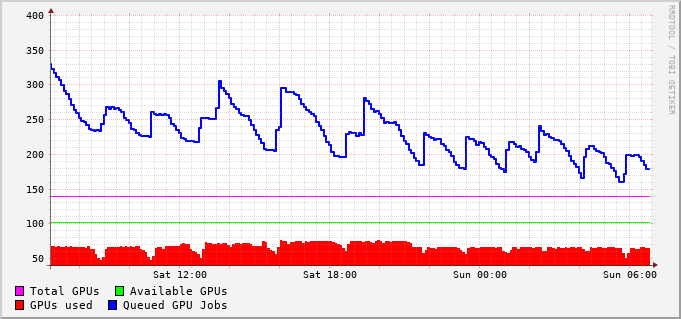 400
350
300
250
200
150
100
50
Sat 12:00 Sat 18:00 Sun 00:00 Sun 06:00
Total GPUs Available GPUs
GPUs used Queued GPU Jobs
RRDTOOL / TOBI OETIKER